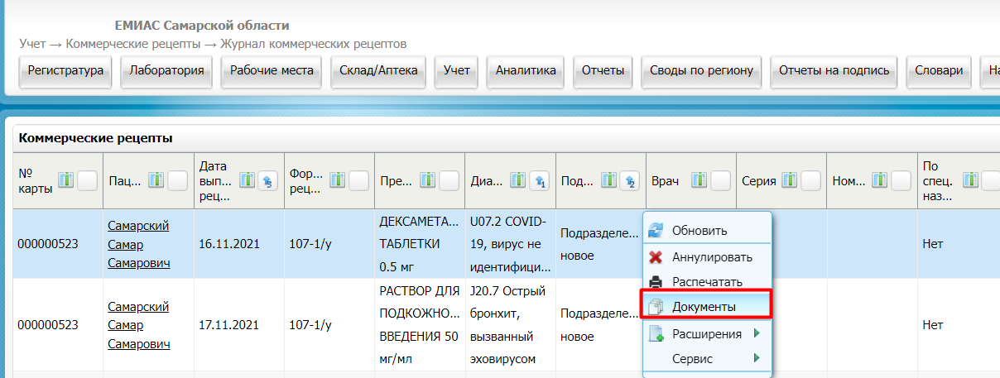 ЕМИАС Самарской области
Учет → Коммерческие рецепты → Журнал коммерческих рецептов
Регистратура Лаборатория Рабочие места Склад/Аптека Учет Аналитика Отчеты Своды по региону Отчеты на подпись Словари На
Коммерческие рецепты
№ карты Пац... Дата вып... рец... 5 Фор... рец... Пре... Диа... 1 Под... 2 Врач Серия Ном... По спец. наз...
000000523 Самарский Самар Самарович 16.11.2021 107-1/у ДЕКСАМЕТА... ТАБЛЕТКИ 0.5 мг U07.2 COVID-19, вирус не идентифици... Подразделе... новое Нет
000000523 Самарский Самар Самарович 17.11.2021 107-1/у РАСТВОР ДЛЯ ПОДКОЖНО... ВВЕДЕНИЯ 50 мг/мл J20.7 Острый бронхит, вызванный эховирусом Подразделе... новое Нет
Обновить
Аннулировать
Распечатать
Документы
Расширения
Сервис